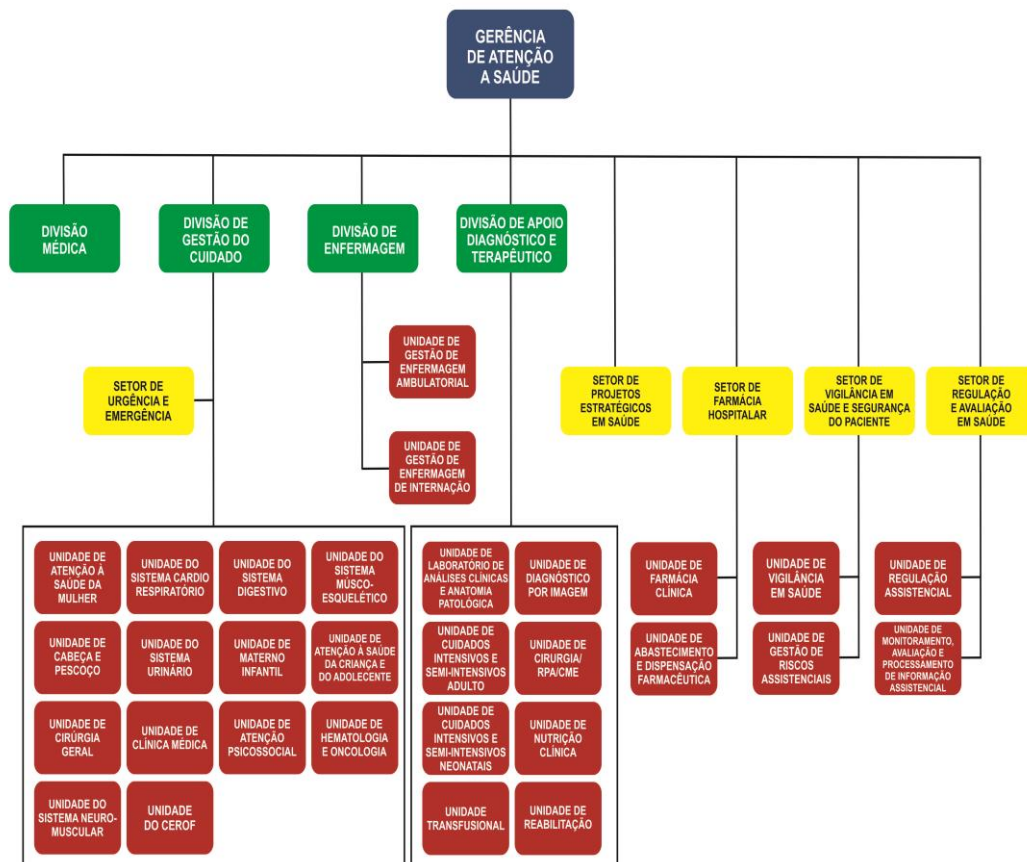 GERÊNCIA
DE ATENÇÃO
A SAÚDE
DIVISÃO
MÉDICA
DIVISÃO DE
GESTÃO DO
CUIDADO
DIVISÃO DE
ENFERMAGEM
DIVISÃO DE APOIO
DIAGNÓSTICO E
TERAPÊUTICO
UNIDADE DE
GESTÃO DE
ENFERMAGEM
AMBULATORIAL
SETOR DE
URGÊNCIA E
EMERGÊNCIA
SETOR DE
PROJETOS
ESTRATÉGICOS
EM SAÚDE
SETOR DE
FARMÁCIA
HOSPITALAR
SETOR DE
VIGILÂNCIA EM
SAÚDE E SEGURANÇA
DO PACIENTE
SETOR DE
REGULAÇÃO
E AVALIAÇÃO
EM SAÚDE
UNIDADE DE
GESTÃO DE
ENFERMAGEM
DE INTERNAÇÃO
UNIDADE DE
ATENÇÃO À
SAÚDE DA
MULHER
UNIDADE DO
SISTEMA CARDIO
RESPIRATÓRIO
UNIDADE DO
SISTEMA
DIGESTIVO
UNIDADE DO
SISTEMA
MÚSCO-
ESQUELÉTICO
UNIDADE DE
CABEÇA E
PESCOÇO
UNIDADE DO
SISTEMA
URINÁRIO
UNIDADE DE
MATERNO
INFANTIL
UNIDADE DE
ATENÇÃO À SAÚDE
DA CRIANÇA E
DO ADOLECENTE
UNIDADE DE
CIRÚRGIA
GERAL
UNIDADE DE
CLÍNICA MÉDICA
UNIDADE DE
ATENÇÃO
PSICOSSOCIAL
UNIDADE DE
HEMATOLOGIA
E ONCOLOGIA
UNIDADE DO
SISTEMA NEURO-
MUSCULAR
UNIDADE
DO CEROF
UNIDADE DE
LABORATÓRIO DE
ANÁLISES CLÍNICAS
E ANATOMIA
PATOLÓGICA
UNIDADE DE
DIAGNÓSTICO
POR IMAGEM
UNIDADE DE
CUIDADOS
INTENSIVOS E
SEMI-INTENSIVOS
ADULTO
UNIDADE DE
CIRURGIA/
RPA/CME
UNIDADE DE
CUIDADOS
INTENSIVOS E
SEMI-INTENSIVOS
NEONATAIS
UNIDADE DE
NUTRIÇÃO
CLÍNICA
UNIDADE
TRANSFUSIONAL
UNIDADE DE
REABILITAÇÃO
UNIDADE DE
FARMÁCIA
CLÍNICA
UNIDADE DE
ABASTECIMENTO
E DISPENSAÇÃO
FARMACÊUTICA
UNIDADE DE
VIGILÂNCIA
EM SAÚDE
UNIDADE DE
GESTÃO DE
RISCOS
ASSISTENCIAIS
UNIDADE DE
REGULAÇÃO
ASSISTENCIAL
UNIDADE DE
MONITORAMENTO,
AVALIAÇÃO E
PROCESSAMENTO
DE INFORMAÇÃO
ASSISTENCIAL